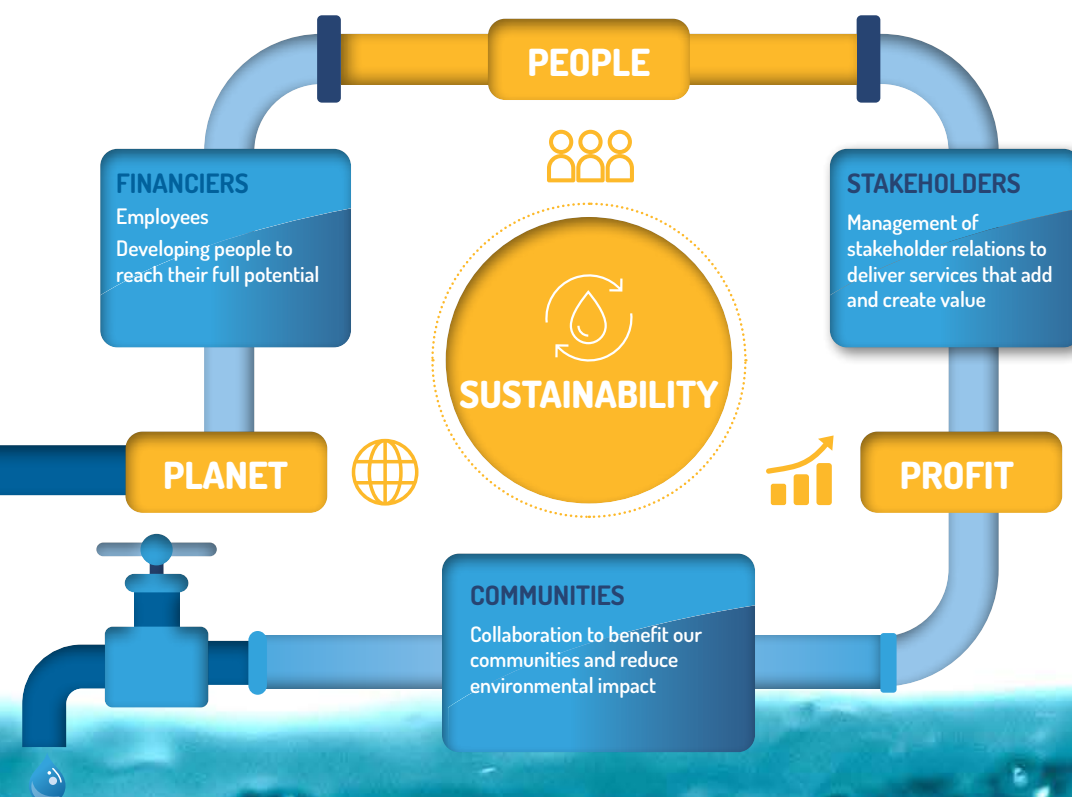 PEOPLE
FINANCIERS
Employees
Developing people to
reach their full potential
STAKEHOLDERS
Management of
stakeholder relations to
deliver services that add
and create value
SUSTAINABILITY
PLANET
PROFIT
COMMUNITIES
Collaboration to benefit our
communities and reduce
environmental impact